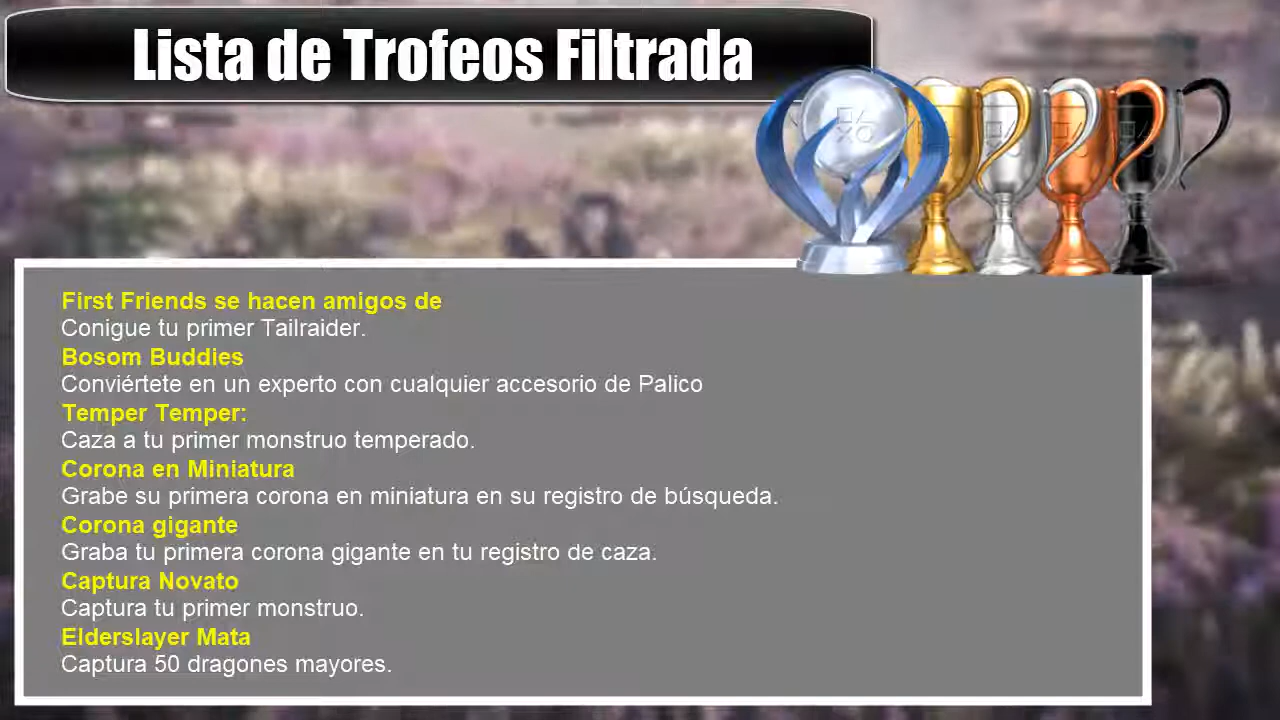 Lista de Trofeos Filtrada
First Friends se hacen amigos de
Conigue tu primer Tailraider.
Bosom Buddies
Conviértete en un experto con cualquier accesorio de Palico
Temper Temper:
Caza a tu primer monstruo temperado.
Corona en Miniatura
Grabe su primera corona en miniatura en su registro de búsqueda.
Corona gigante
Graba tu primera corona gigante en tu registro de caza.
Captura Novato
Captura tu primer monstruo.
Elderslayer Mata
Captura 50 dragones mayores.